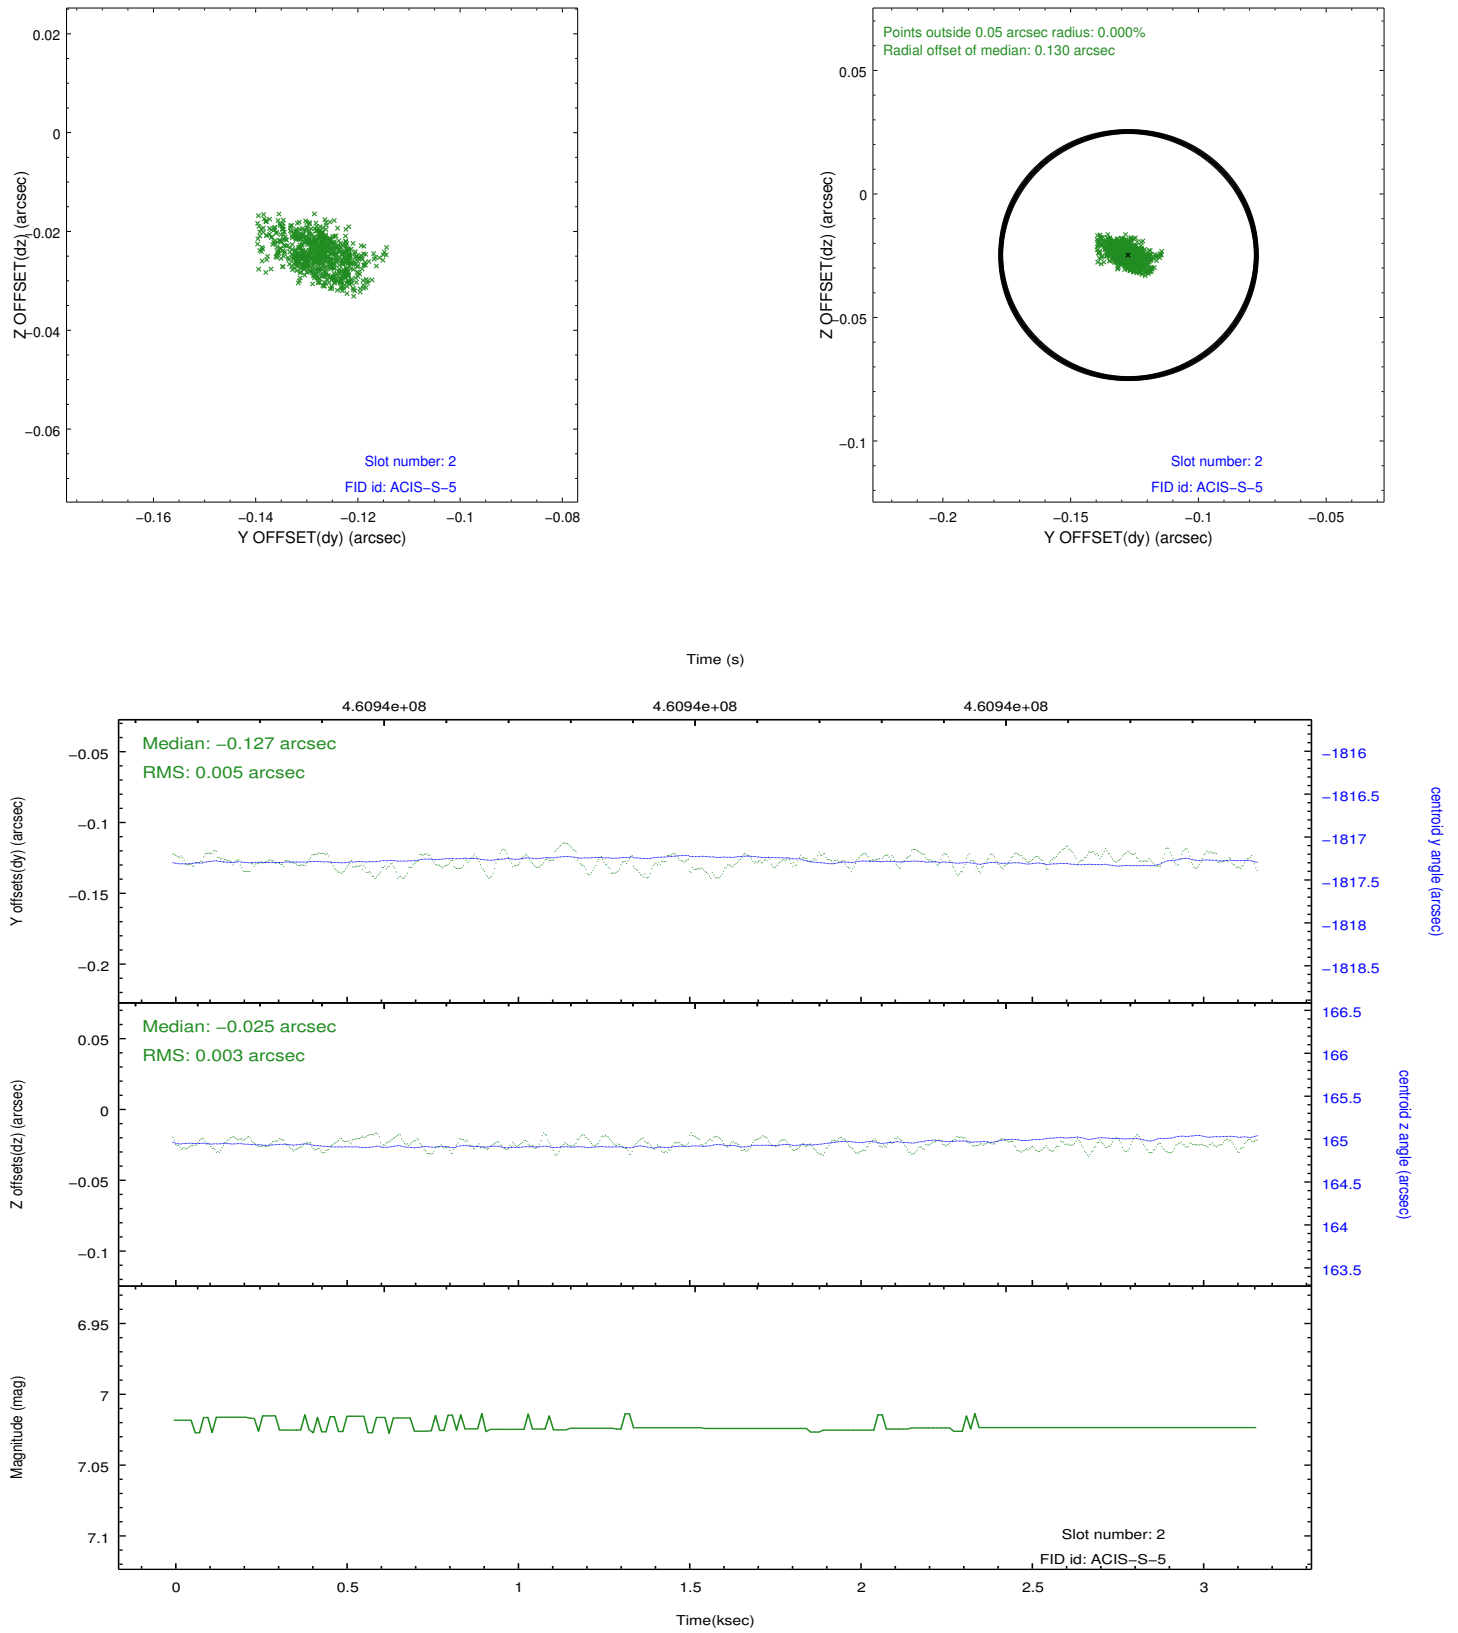 0.02
0
−0.02
−0.04
−0.06
Z OFFSET(dz) (arcsec)
Slot number: 2
FID id: ACIS−S−5
−0.16
−0.14
−0.12
−0.1
−0.08
Y OFFSET(dy) (arcsec)
Points outside 0.05 arcsec radius: 0.000%
Radial offset of median: 0.130 arcsec
0.05
0
−0.05
−0.1
Z OFFSET(dz) (arcsec)
Slot number: 2
FID id: ACIS−S−5
−0.2
−0.15
−0.1
−0.05
Y OFFSET(dy) (arcsec)
Time (s)
4.6094e+08
4.6094e+08
4.6094e+08
Median: −0.127 arcsec
RMS: 0.005 arcsec
−0.05
−0.1
−0.15
−0.2
Y offsets(dy) (arcsec)
−1816
−1816.5
−1817
−1817.5
−1818
−1818.5
centroid y angle (arcsec)
Median: −0.025 arcsec
RMS: 0.003 arcsec
0.05
0
−0.05
−0.1
Z offsets(dz) (arcsec)
166.5
166
165.5
165
164.5
164
163.5
centroid z angle (arcsec)
6.95
7
7.05
7.1
Magnitude (mag)
Slot number: 2
FID id: ACIS−S−5
0
0.5
1
1.5
2
2.5
3
Time(ksec)